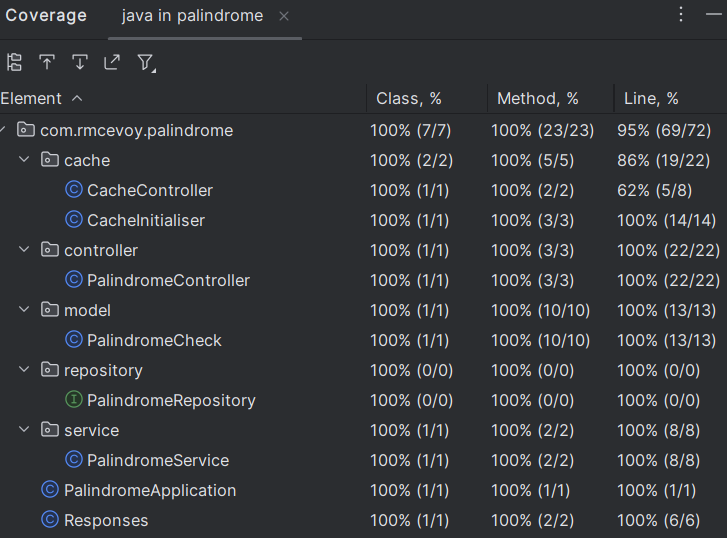 Coverage java in palindrome
Element Class, % Method, % Line, %
com.rmcevoy.palindrome 100% (7/7) 100% (23/23) 95% (69/72)
cache 100% (2/2) 100% (5/5) 86% (19/22)
CacheController 100% (1/1) 100% (2/2) 62% (5/8)
CacheInitialiser 100% (1/1) 100% (3/3) 100% (14/14)
controller 100% (1/1) 100% (3/3) 100% (22/22)
PalindromeController 100% (1/1) 100% (3/3) 100% (22/22)
model 100% (1/1) 100% (10/10) 100% (13/13)
PalindromeCheck 100% (1/1) 100% (10/10) 100% (13/13)
repository 100% (0/0) 100% (0/0) 100% (0/0)
PalindromeRepository 100% (0/0) 100% (0/0) 100% (0/0)
service 100% (1/1) 100% (2/2) 100% (8/8)
PalindromeService 100% (1/1) 100% (2/2) 100% (8/8)
PalindromeApplication 100% (1/1) 100% (1/1) 100% (1/1)
Responses 100% (1/1) 100% (2/2) 100% (6/6)